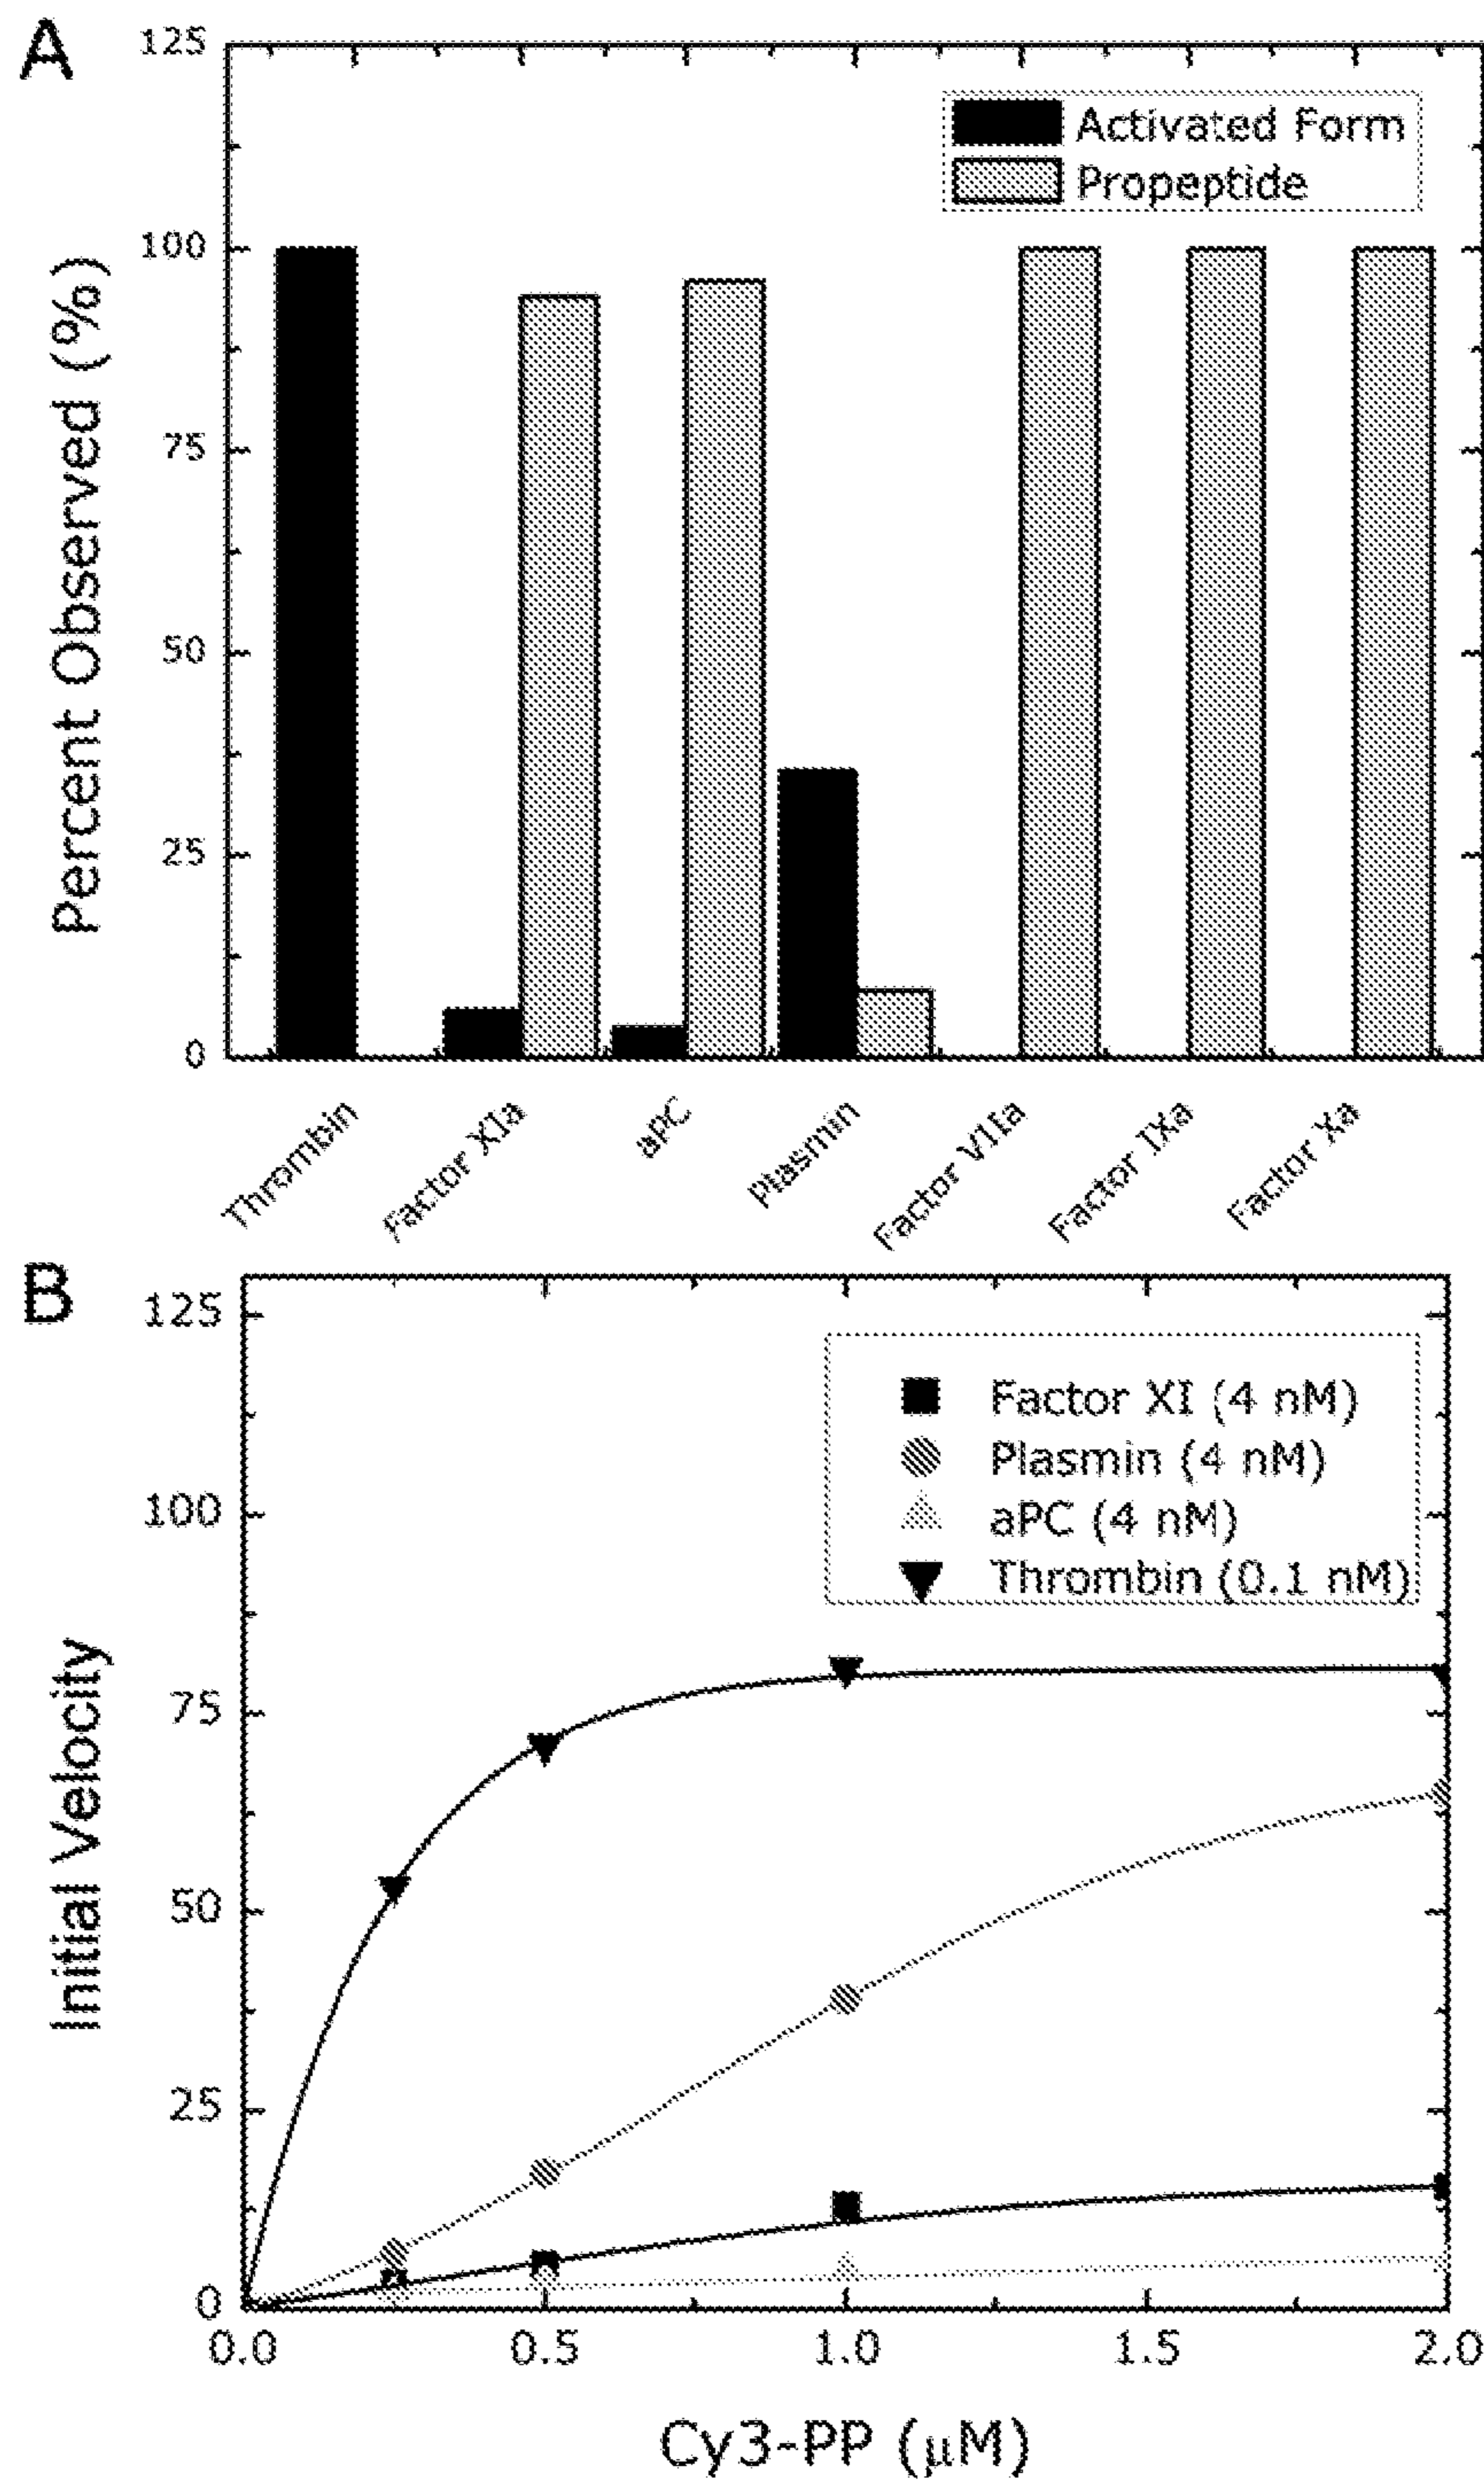 A
125
100
75
50
25
0
Percent Observed (%)
Activated Form
Propeptide
Thrombin
Factor XIa
aPC
Plasmin
Factor VIIa
Factor IXa
Factor Xa
B
125
100
75
50
25
0
Initial Velocity
Factor XI (4 nM)
Plasmin (4 nM)
aPC (4 nM)
Thrombin (0.1 nM)
0.0 0.5 1.0 1.5 2.0
Cy3-PP (μM)